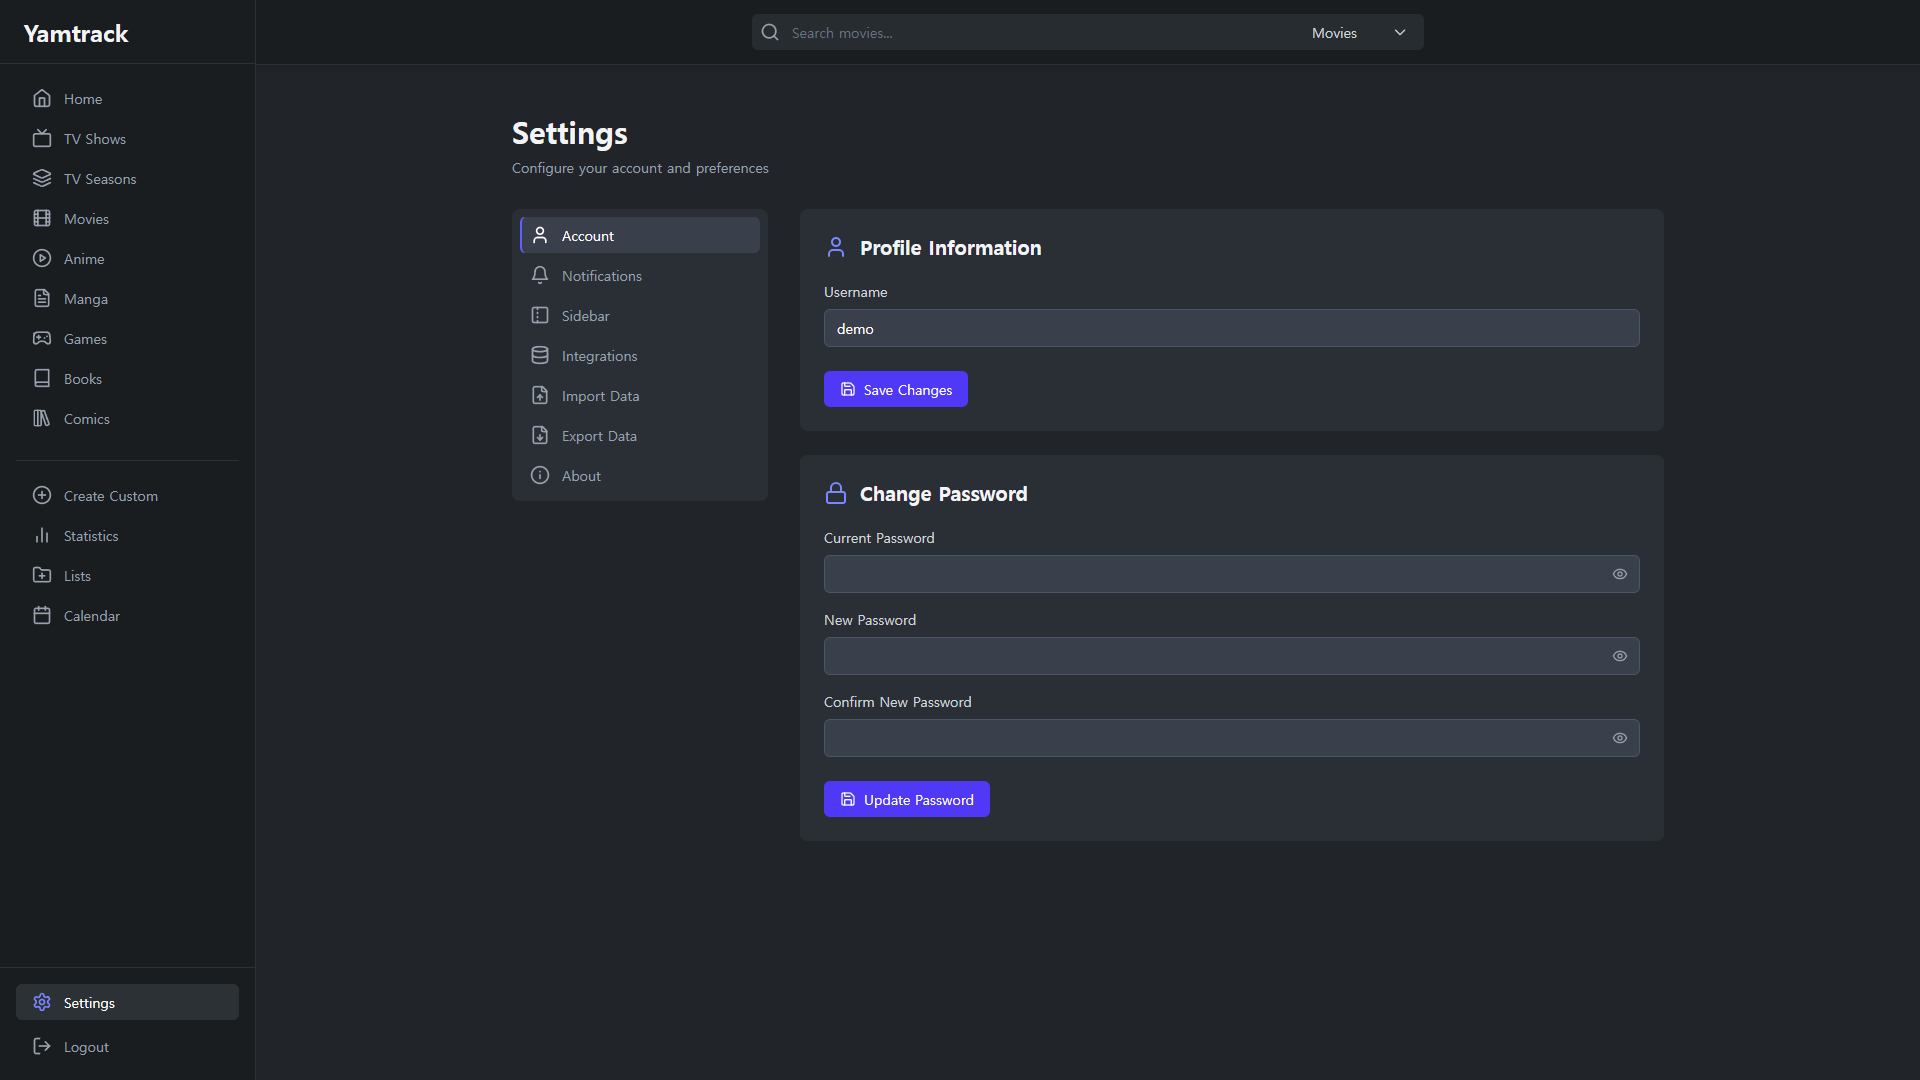 Yamtrack
Search movies...
Movies
Home
TV Shows
TV Seasons
Movies
Anime
Manga
Games
Books
Comics
Create Custom
Statistics
Lists
Calendar
Settings
Logout
Settings
Configure your account and preferences
Account
Notifications
Sidebar
Integrations
Import Data
Export Data
About
Profile Information
Username
demo
Save Changes
Change Password
Current Password
New Password
Confirm New Password
Update Password